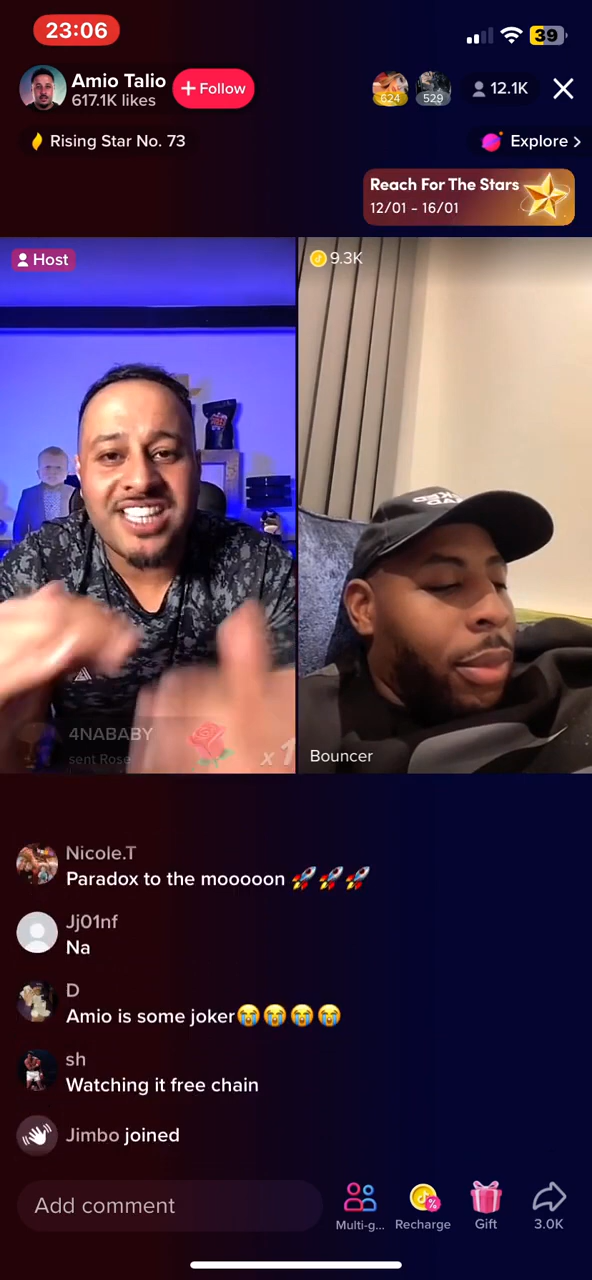 23:06
39
Amio Talio
617.1K likes
+ Follow
624
529
12.1K
Rising Star No. 73
Explore >
Reach For The Stars
12/01 - 16/01
Host
9.3K
4NABABY
sent Rose
x1
Bouncer
Nicole.T
Paradox to the mooooon 🚀🚀🚀
Jj01nf
Na
D
Amio is some joker😭😭😭😭
sh
Watching it free chain
Jimbo joined
Add comment
Multi-g...
Recharge
Gift
3.0K